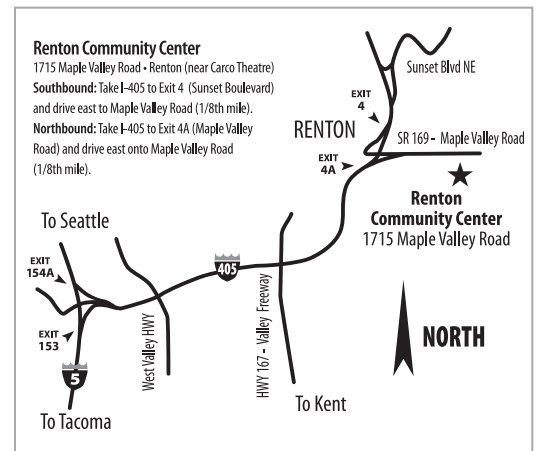 Renton Community Center
1715 Maple Valley Road • Renton (near Carco Theatre)
Southbound: Take I-405 to Exit 4 (Sunset Boulevard)
and drive east to Maple Valley Road (1/8th mile).
Northbound: Take I-405 to Exit 4A (Maple Valley
Road) and drive east onto Maple Valley Road
(1/8th mile).
Sunset Blvd NE
EXIT
4
RENTON
SR 169 - Maple Valley Road
EXIT
4A
Renton
Community Center
1715 Maple Valley Road
To Seattle
EXIT
154A
405
EXIT
153
West Valley HWY
HWY 167 - Valley Freeway
NORTH
5
To Kent
To Tacoma